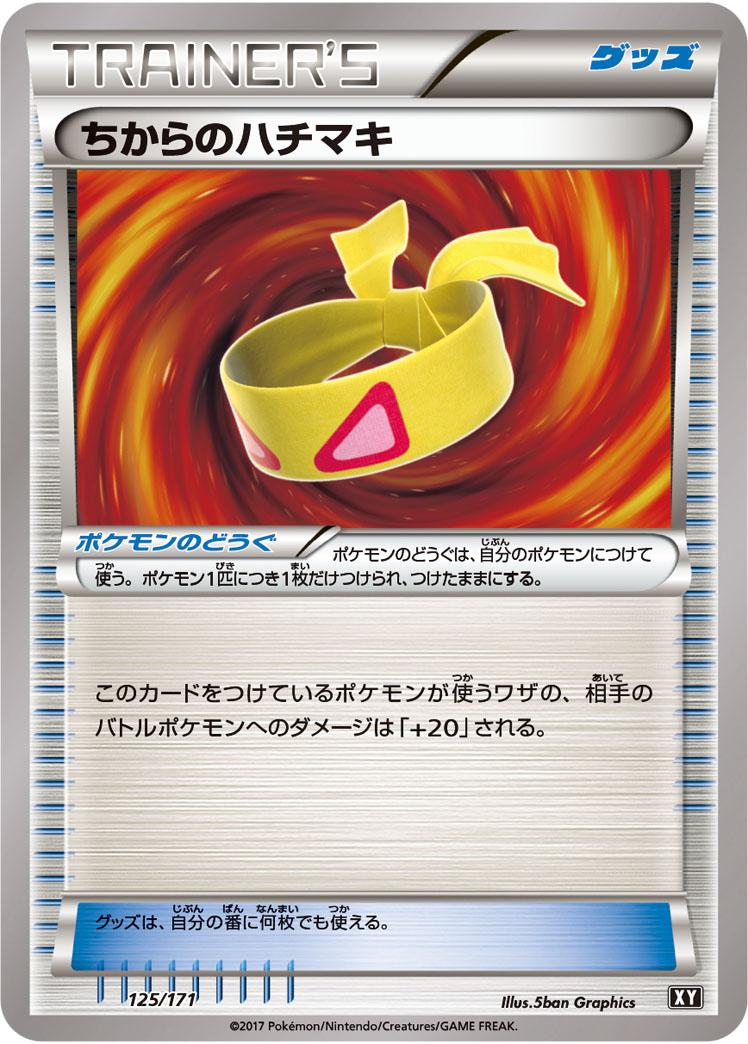 TRAINER'S
グッズ
ちからのハチマキ
ポケモンのどうぐ
ポケモンのどうぐは、自分のポケモンにつけて
使う。ポケモン1匹につき1枚だけつけられ、つけたままにする。
このカードをつけているポケモンが使うワザの、相手の
バトルポケモンへのダメージは「+20」される。
グッズは、自分の番に何枚でも使える。
125/171
Illus.5ban Graphics
XY
©2017 Pokémon/Nintendo/Creatures/GAME FREAK.